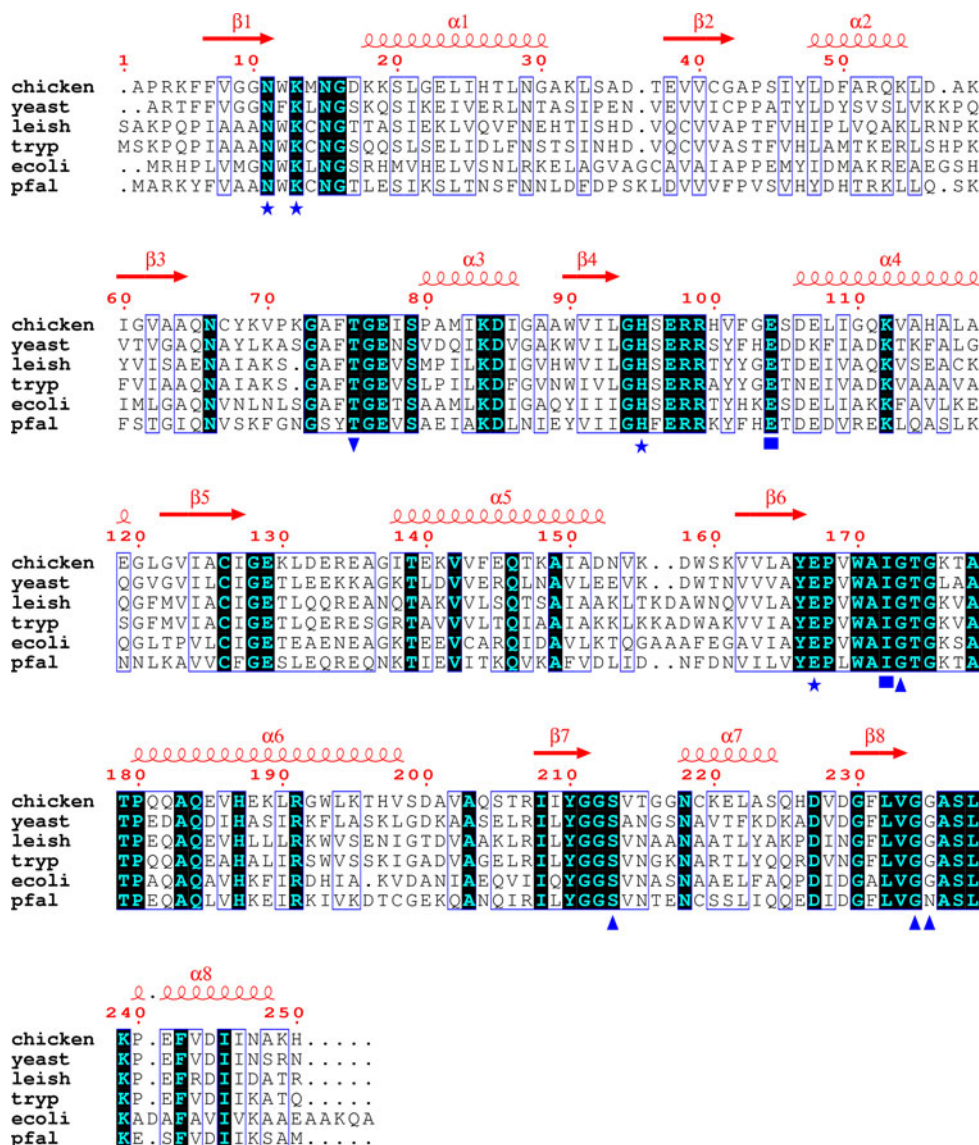 β1 α1 β2 α2
1 10 20 30 40 50
chicken .APRKFFVGGNWKMNGDKKSLGELIHTLNGAKLSAD.TEVVCGAPSIYLDFARQKLD.AK
yeast ..ARTFFVGGNFKLNGSKQSIKEIVERLNTASIPEN.VEVVICPPATYLDYSVSLVKKPQ
leish SAKPQPIAAANWKCNGTTASIEKLVQVFNEHTISHD.VQCVVAPTFVHIPLVQAKLRNPK
tryp MSKPQPIAAANWKCNGSQQSLSELIDLFNSTSINHD.VQCVVASTFVHLAMTKERLSHPK
ecoli ..MRHPLVMGNWKLNGSRHMVHELVSNLRKELAGVAGCAVAIAPPEMYIDMAKREAEGSH
pfal .MARKYFVAANWKCNGTLESIKSLTNSFNNLDFDPSKLDVVVFPVSVHYDHTRKLLQ.SK
β3 α3 β4 α4
60 70 80 90 100 110
chicken IGVAAQNCYKVPKGAFTGEISPAMIKDIGAAWVILGHSERRHVFGESDELIGQKVAHALA
yeast VTVGAQNAYLKASGAFTGENSVDQIKDVGAKWVILGHSERRSYFHEDDKFIADKTKFALG
leish YVISAENAIAKS.GAFTGEVSMPILKDIGVHWVILGHSERRTYYGETDEIVAQKVSEACK
tryp FVIAAQNAIAKSGAFTGEVSLPILKDFGVNWIVLGHSERRAYYGETNEIVADKVAAAVA
ecoli IMLGAQNVNLNLSGAFTGETSAAMLKDIGAQYIIIGHSERRTYHKESDELIAKKFAVLKE
pfal FSTGIQNVSKFGNGSYTGEVSAEIAKDLNIEYVIIGHFERRKYFHETDEDVREKLQASLK
β5 α5 β6
120 130 140 150 160 170
chicken EGLGVIACIGEKLDEREAGITEKVVFEQTKAIADNVK..DWSKVVLAYEPVWAIGTGKTA
yeast QGVGVILCIGETLEEKKAGKTLDVVERQLNAVLEEVK..DWTNVVVAYEPVWAIGTGLAA
leish QGFMVIACIGETLQQREANQTAKVVLSQTSAIAAKLTKDAWNQVVLAYEPVWAIGTGKVA
tryp SGFMVIACIGETLQERESGRTAVVVLTQIAAIAKKLKKADWAKVVIAYEPVWAIGTGKVA
ecoli QGLTPVLCIGETEAENEAGKTEEVCARQIDAVLKTQGAAAFEGAVIAYEPVWAIGTGKSA
pfal NNLKAVVCFGESLEQREQNKTIEVITKQVKAFVDLID..NFDNVILVYEPLWAIGTGKTA
α6 β7 α7 β8
180 190 200 210 220 230
chicken TPQQAQEVHEKLRGWLKTHVSDAVAQSTRIIYGGSVTGGNCKELASQHDVDGFLVGGASL
yeast TPEDAQDIHASIRKFLASKLGDKAASELRILYGGSANGSNAVTFKDKADVDGFLVGGASL
leish TPEQAQEVHLLLRKWVSENIGTDVAAKLRILYGGSVNAANAATLYAKPDINGFLVGGASL
tryp TPQQAQEAHALIRSWVSSKIGADVAGELRILYGGSVNGKNARTLYQQRDVNGFLVGGASL
ecoli TPAQAQAVHKFIRDHIA.KVDANIAEQVIIQYGGSVNASNAAELFAQPDIDGALVGGASL
pfal TPEQAQLVHKEIRKIVKDTCGEKQANQIRILYGGSVNTENCSSLIQQEDIDGFLVGNASL
α8
240 250
chicken KP.EFVDIINAKH.....
yeast KP.EFVDIINSRN.....
leish KP.EFRDIIDATR.....
tryp KP.EFVDIIKATQ.....
ecoli KADAFAVIVKAAEAAKQA
pfal KE.SFVDIIKSAM.....